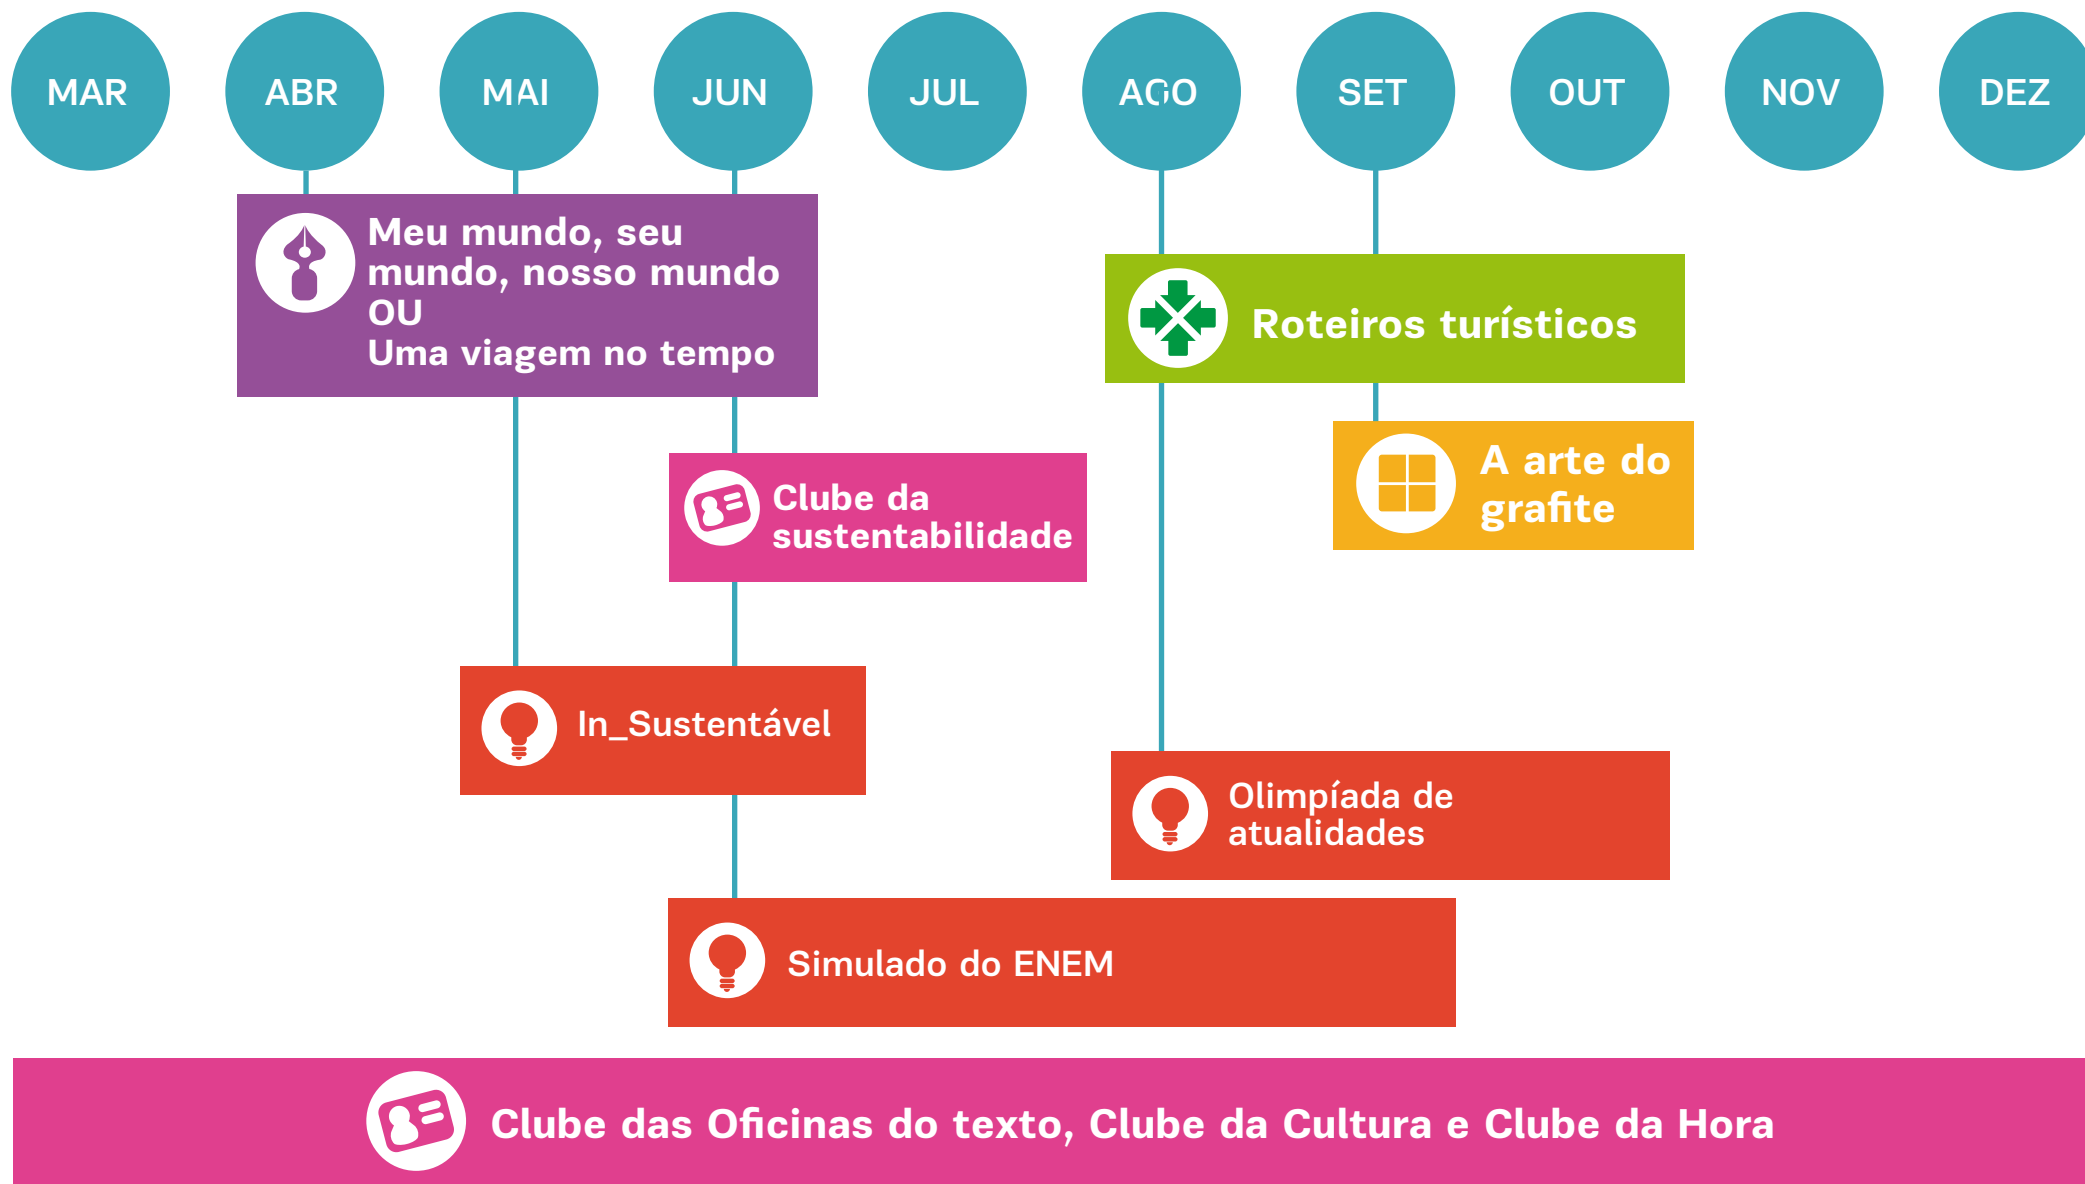 MAR
ABR
MAI
JUN
JUL
AGO
SET
OUT
NOV
DEZ
Meu mundo, seu
mundo, nosso mundo
OU
Uma viagem no tempo
Roteiros turísticos
A arte do
grafite
Clube da
sustentabilidade
In_Sustentável
Olimpíada de
atualidades
Simulado do ENEM
Clube das Oficinas do texto, Clube da Cultura e Clube da Hora